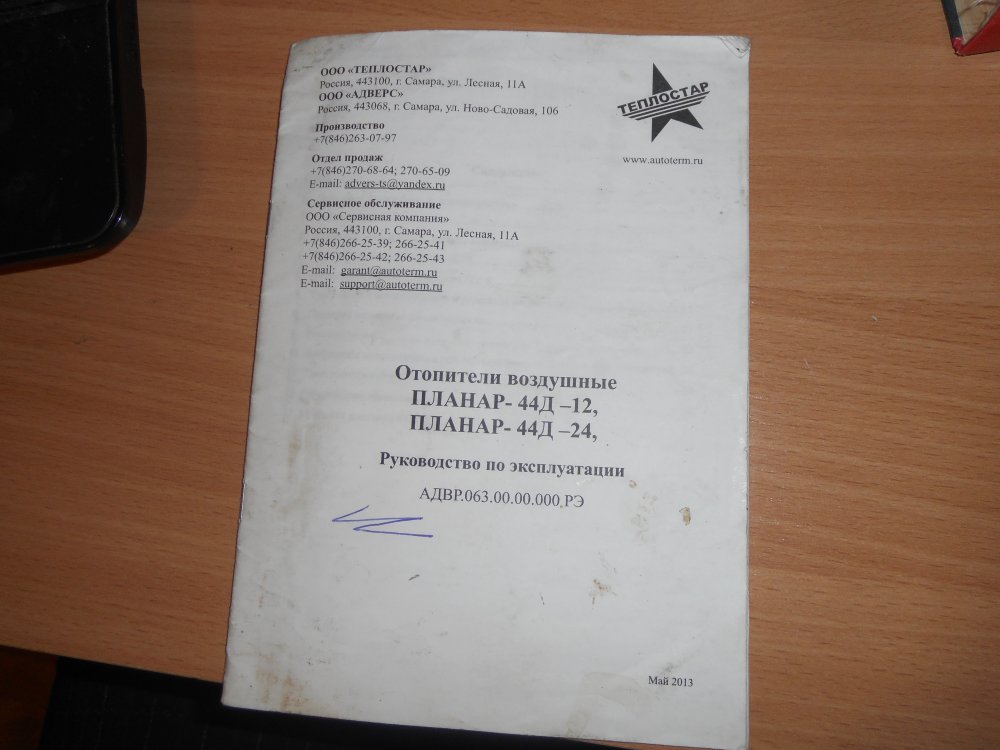 ООО «ТЕПЛОСТАР»
Россия, 443100, г. Самара, ул. Лесная, 11А
ООО «АДВЕРС»
Россия, 443068, г. Самара, ул. Ново-Садовая, 106
Производство
+7(846)263-07-97
Отдел продаж
+7(846)270-68-64; 270-65-09
E-mail: advers-ts@yandex.ru
Сервисное обслуживание
ООО «Сервисная компания»
Россия, 443100, г. Самара, ул. Лесная, 11А
+7(846)266-25-39; 266-25-41
+7(846)266-25-42; 266-25-43
E-mail: garant@autoterm.ru
E-mail: support@autoterm.ru
ТЕПЛОСТАР
www.autoterm.ru
Отопители воздушные
ПЛАНАР- 44Д –12,
ПЛАНАР- 44Д –24,
Руководство по эксплуатации
АДВР.063.00.00.000 РЭ
Май 2013